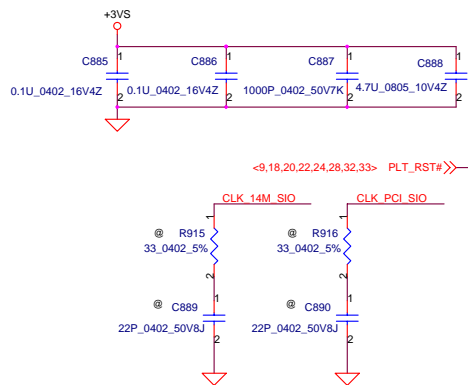 +3VS
1 1 1 1
C885 C886 C887 C888
0.1U_0402_16V4Z 0.1U_0402_16V4Z 1000P_0402_50V7K 4.7U_0805_10V4Z
2 2 2 2
<9,18,20,22,24,28,32,33> PLT_RST#
CLK_14M_SIO CLK_PCI_SIO
1 1
@ R915 @ R916
33_0402_5% 33_0402_5%
2 2
1 1
@ C889 @ C890
22P_0402_50V8J 22P_0402_50V8J
2 2